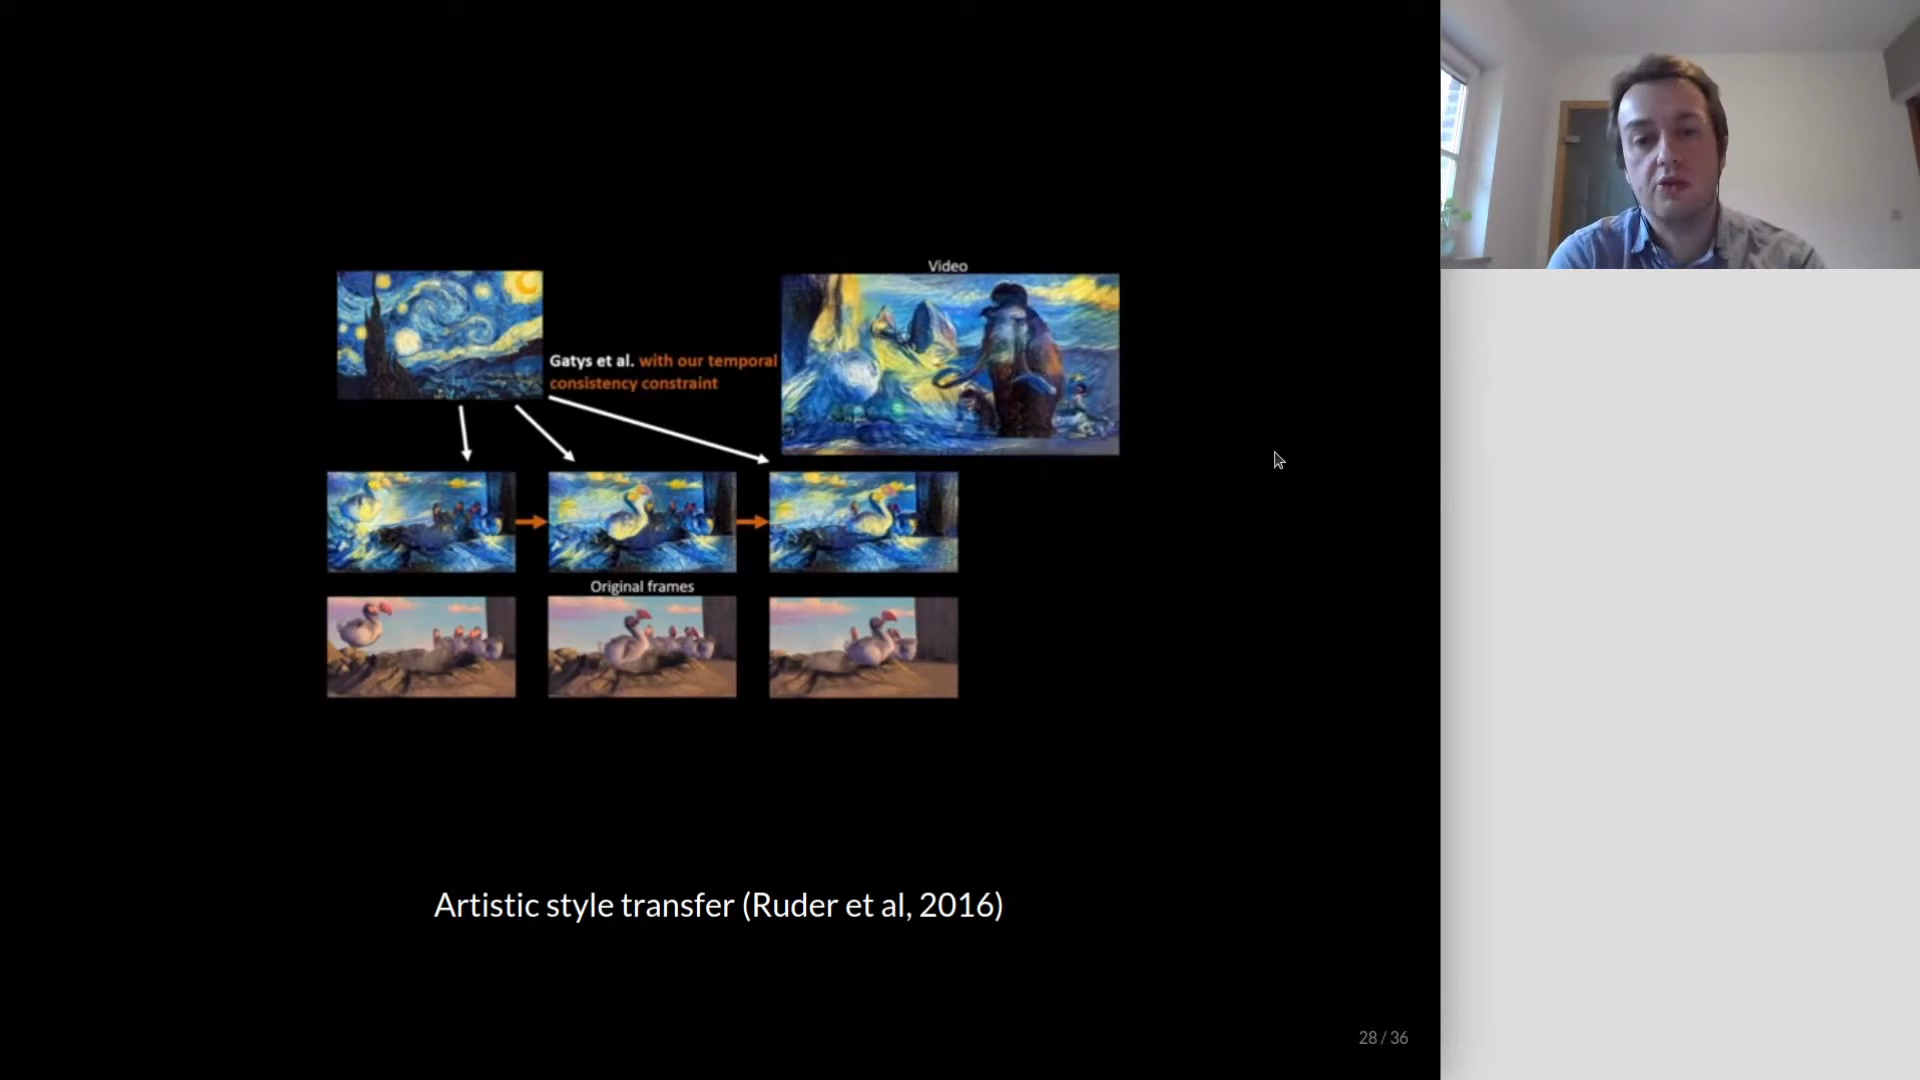 Video
Gatys et al. with our temporal
consistency constraint
Original frames
Artistic style transfer (Ruder et al, 2016)
28 / 36